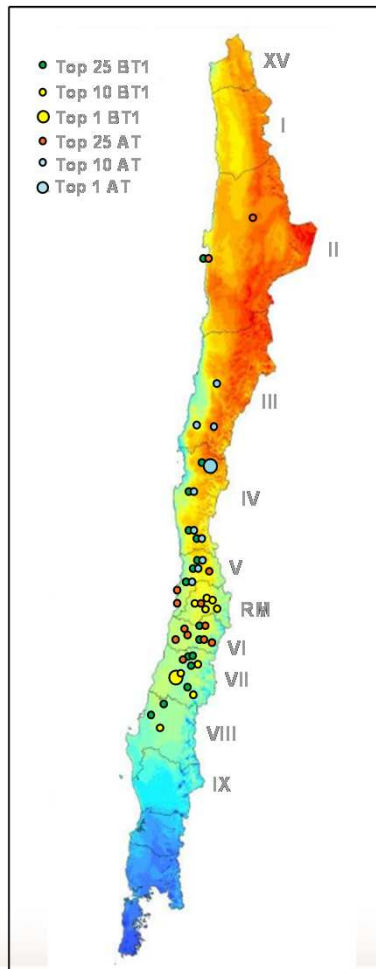 Top 25 BT1
Top 10 BT1
Top 1 BT1
Top 25 AT
Top 10 AT
Top 1 AT
XV
I
II
III
IV
V
RM
VI
VII
VIII
IX